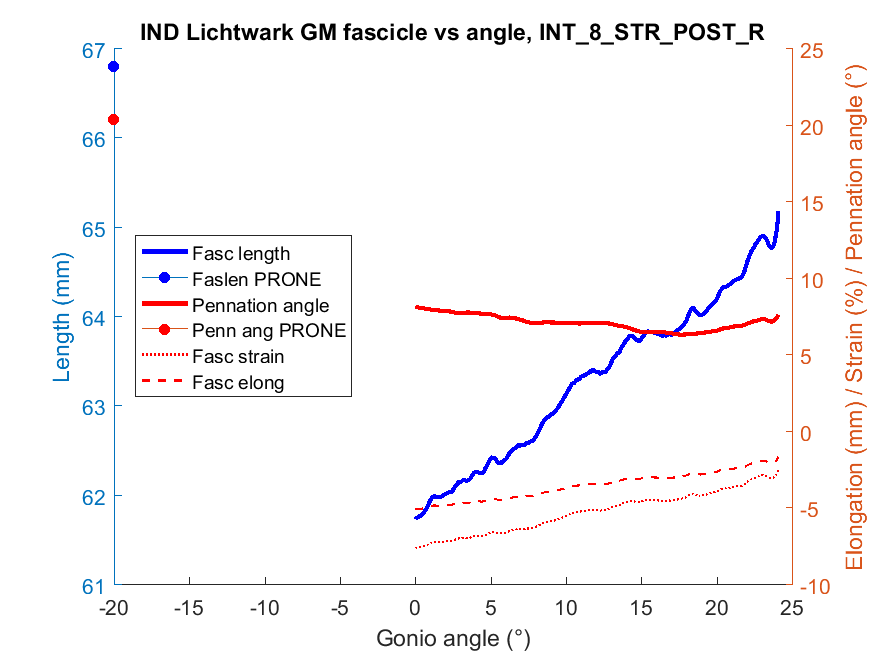 IND Lichtwark GM fascicle vs angle, INT_8_STR_POST_R
67
66
65
64
63
62
61
Length (mm)
Fasc length
Faslen PRONE
Pennation angle
Penn ang PRONE
Fasc strain
Fasc elong
25
20
15
10
5
0
-5
-10
Elongation (mm) / Strain (%) / Pennation angle (°)
-20 -15 -10 -5 0 5 10 15 20 25
Gonio angle (°)